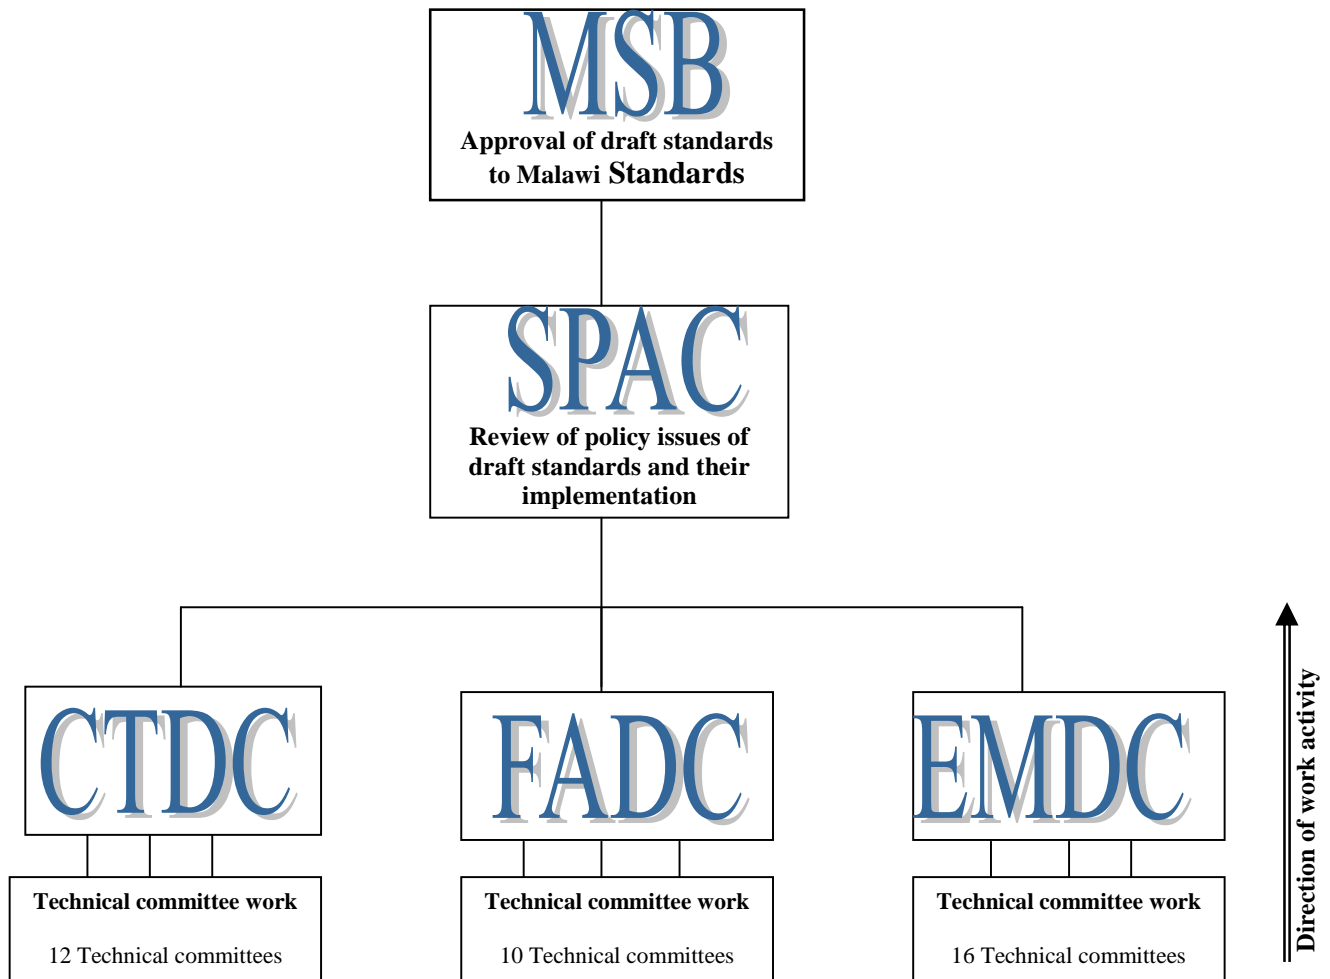 MSB
Approval of draft standards
to Malawi Standards
SPAC
Review of policy issues of
draft standards and their
implementation
CTDC
FADC
EMDC
Technical committee work
12 Technical committees
Technical committee work
10 Technical committees
Technical committee work
16 Technical committees
Direction of work activity